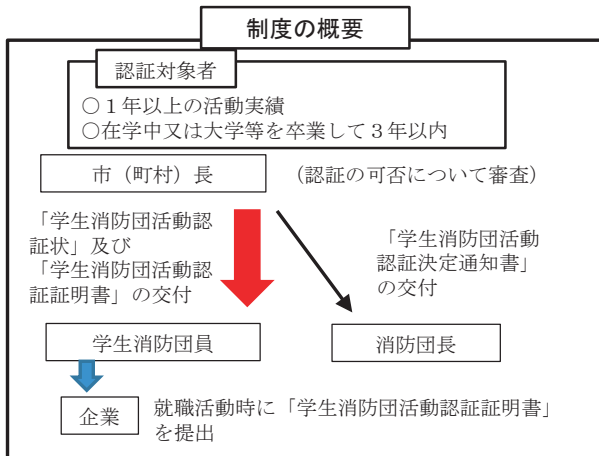 制度の概要
認証対象者
○１年以上の活動実績
○在学中又は大学等を卒業して３年以内
市（町村）長
（認証の可否について審査）
「学生消防団活動認
証状」及び
「学生消防団活動認
証証明書」の交付
「学生消防団活動
認証決定通知書」
の交付
学生消防団員
消防団長
企業
就職活動時に「学生消防団活動認証証明書」
を提出